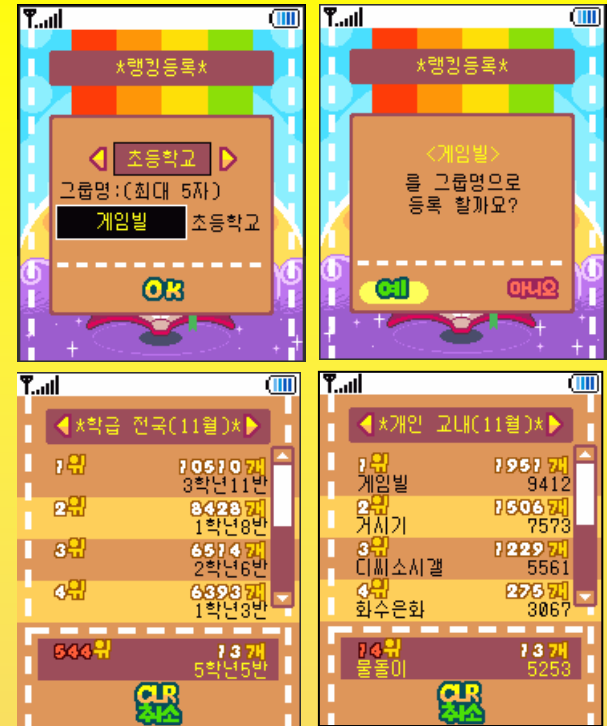 *랭킹등록*
초등학교
그룹명:(최대 5자)
게임빌 초등학교
OK
*랭킹등록*
<게임빌>
를 그룹명으로
등록 할까요?
예 아니오
*학급 전국(11월)*
1위 10510개
3학년11반
2위 8428개
1학년8반
3위 6514개
2학년6반
4위 6393개
1학년3반
544위 13개
5학년5반
CLR
취소
*개인 교내(11월)*
1위 1951개
게임빌 9412
2위 1506개
거시기 7573
3위 1229개
디씨소시갤 5561
4위 275개
화수은화 3067
14위 13개
물돌이 5253
CLR
취소